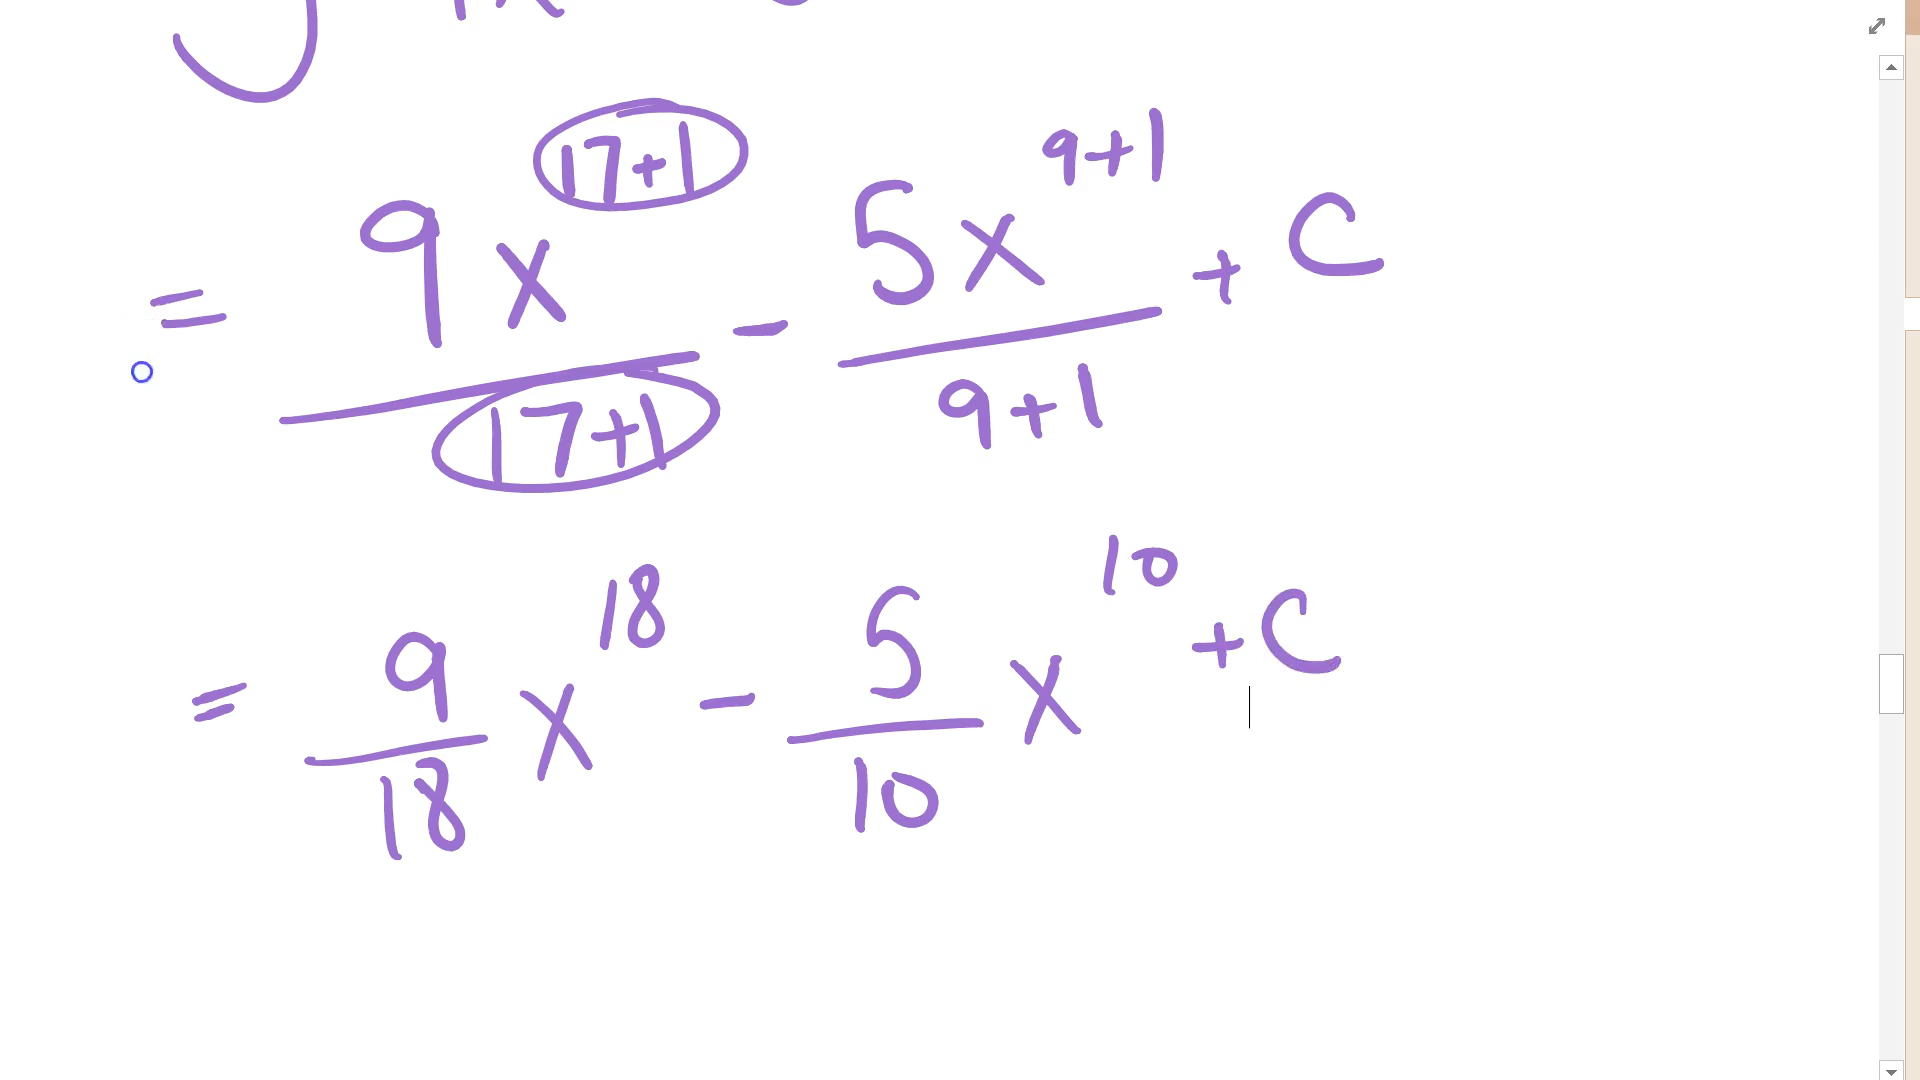 = 9x^(17+1)/(17+1) - 5x^(9+1)/(9+1) + C
= 9/18 x^18 - 5/10 x^10 + C